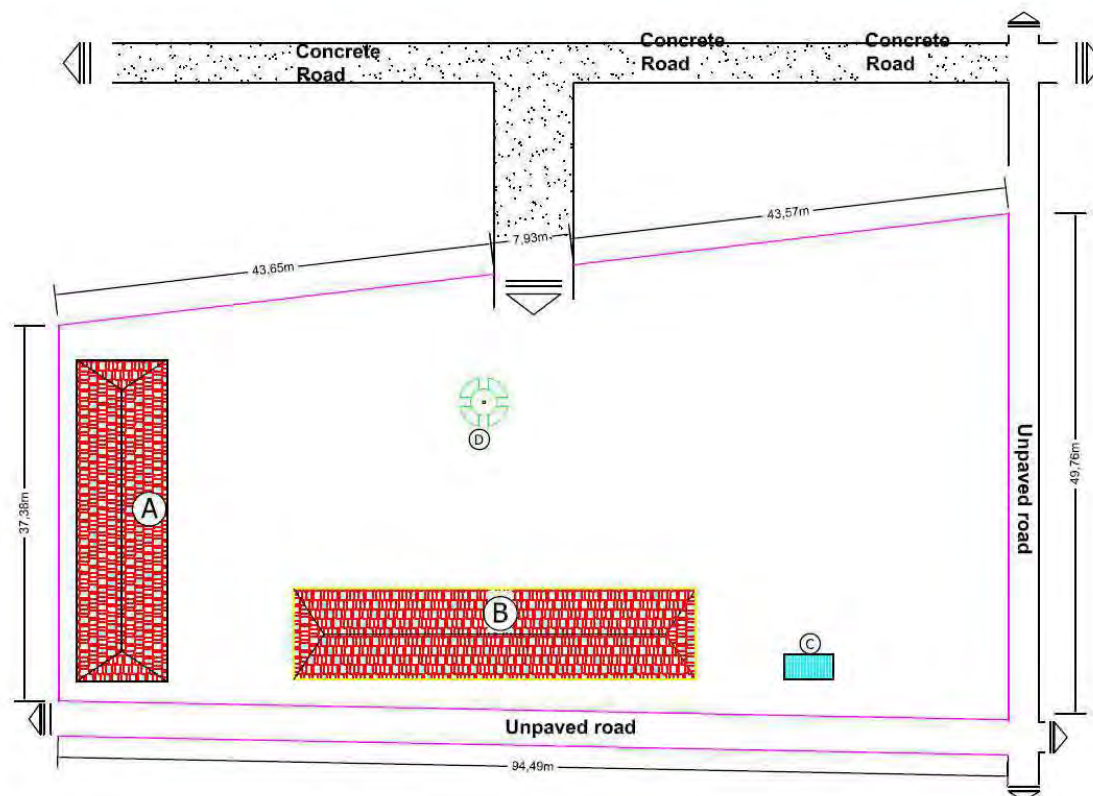 Concrete
Road
Concrete
Road
Concrete
Road
43,57m
7,93m
43,65m
D
A
37,38m
Unpaved road
49,76m
B
C
Unpaved road
94,49m